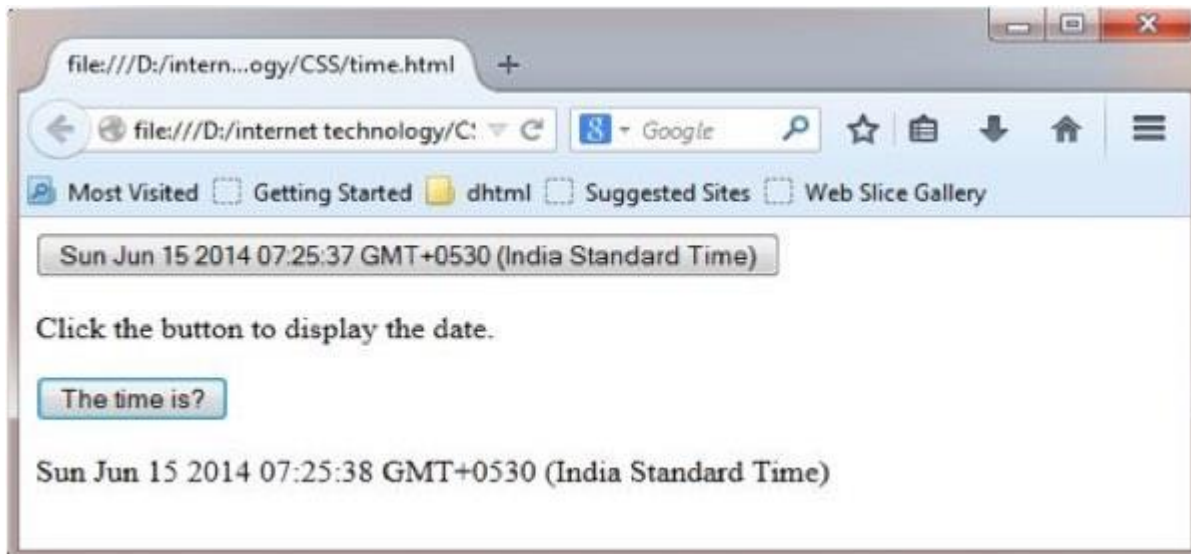 file:///D:/intern...ogy/CSS/time.html +
file:///D:/internet technology/C: 8 Google
Most Visited Getting Started dhtml Suggested Sites Web Slice Gallery
Sun Jun 15 2014 07:25:37 GMT+0530 (India Standard Time)
Click the button to display the date.
The time is?
Sun Jun 15 2014 07:25:38 GMT+0530 (India Standard Time)